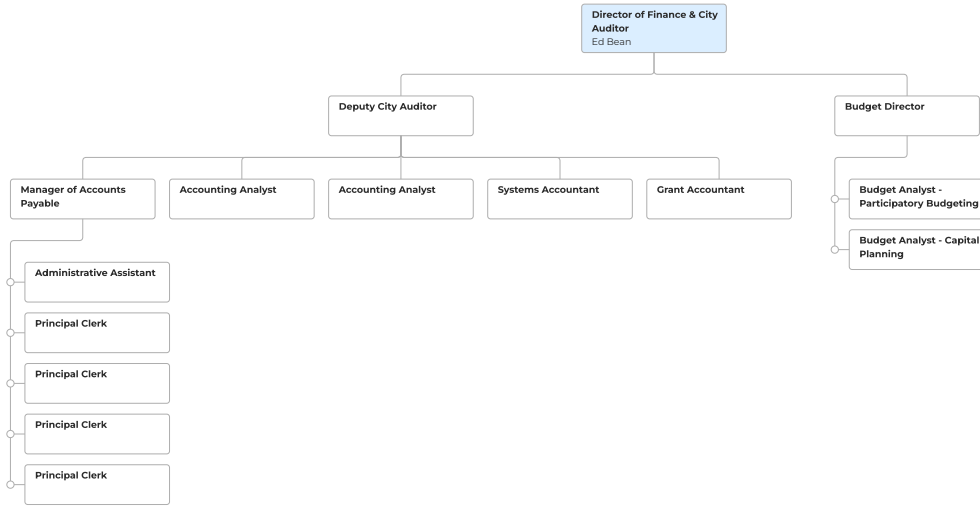 Director of Finance & City
Auditor
Ed Bean
Deputy City Auditor
Budget Director
Manager of Accounts
Payable
Accounting Analyst
Accounting Analyst
Systems Accountant
Grant Accountant
Budget Analyst -
Participatory Budgeting
Budget Analyst - Capital
Planning
Administrative Assistant
Principal Clerk
Principal Clerk
Principal Clerk
Principal Clerk